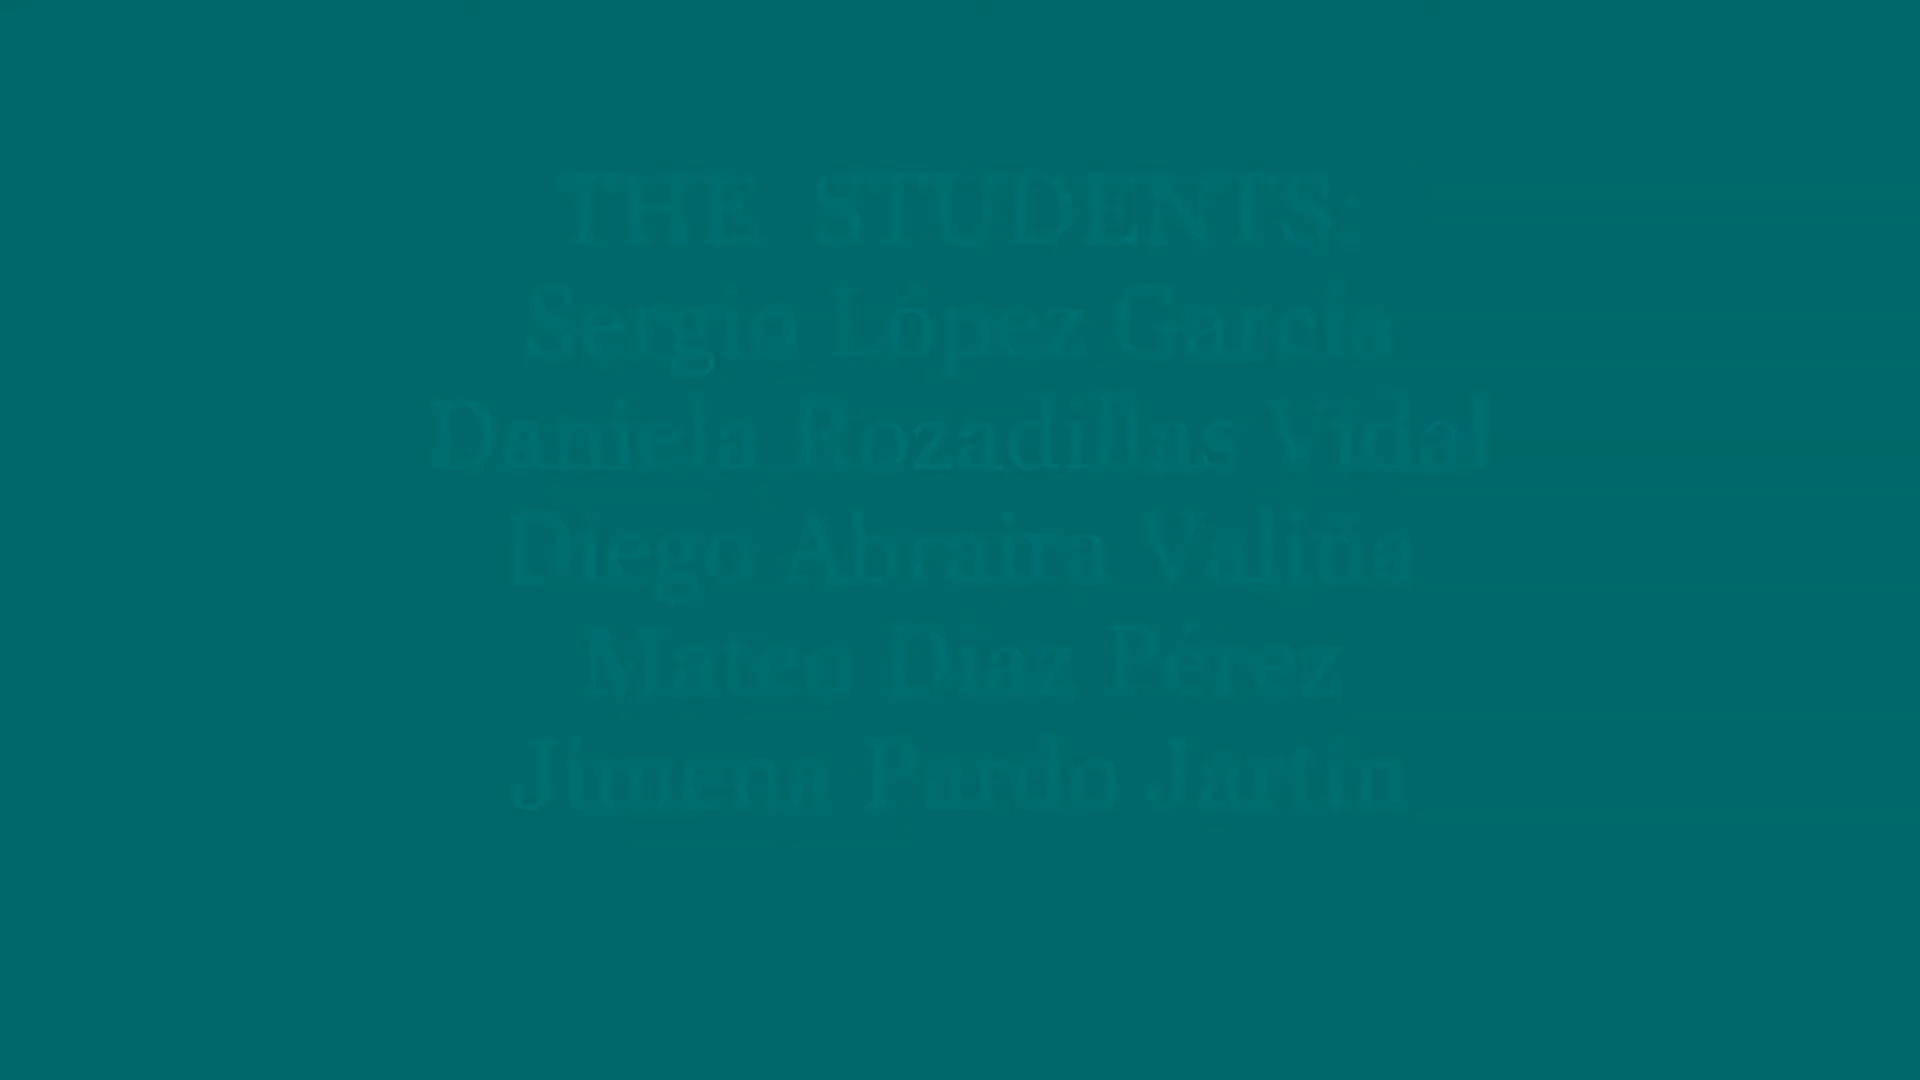 THE STUDENTS:
Sergio López García
Daniela Rozadillas Vidal
Diego Abraira Valiña
Mateo Díaz Pérez
Jimena Pardo Jartín